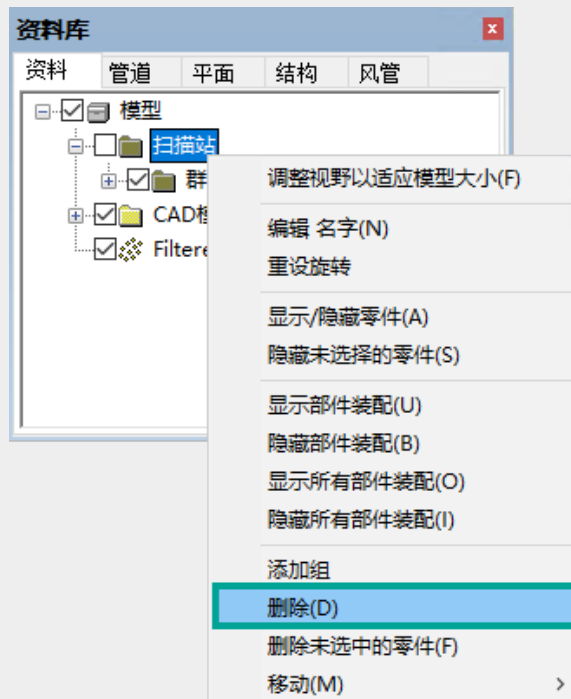 资料库
资料 管道 平面 结构 风管
模型
扫描站
群
CAD
Filter
调整视野以适应模型大小(F)
编辑 名字(N)
重设旋转
显示/隐藏零件(A)
隐藏未选择的零件(S)
显示部件装配(U)
隐藏部件装配(B)
显示所有部件装配(O)
隐藏所有部件装配(I)
添加组
删除(D)
删除未选中的零件(F)
移动(M)